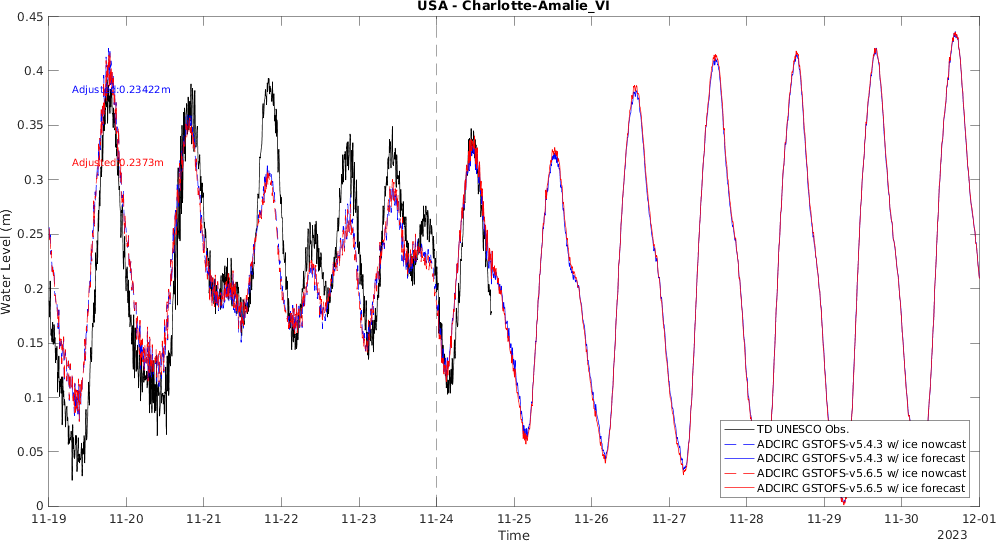 USA - Charlotte-Amalie_VI
0.45
0.4
0.35
0.3
0.25
0.2
0.15
0.1
0.05
0
Water Level (m)
Adjusted:0.23422m
Adjusted:0.2373m
TD UNESCO Obs.
ADCIRC GSTOFS-v5.4.3 w/ ice nowcast
ADCIRC GSTOFS-v5.4.3 w/ ice forecast
ADCIRC GSTOFS-v5.6.5 w/ ice nowcast
ADCIRC GSTOFS-v5.6.5 w/ ice forecast
11-19 11-20 11-21 11-22 11-23 11-24 11-25 11-26 11-27 11-28 11-29 11-30 12-01
Time
2023